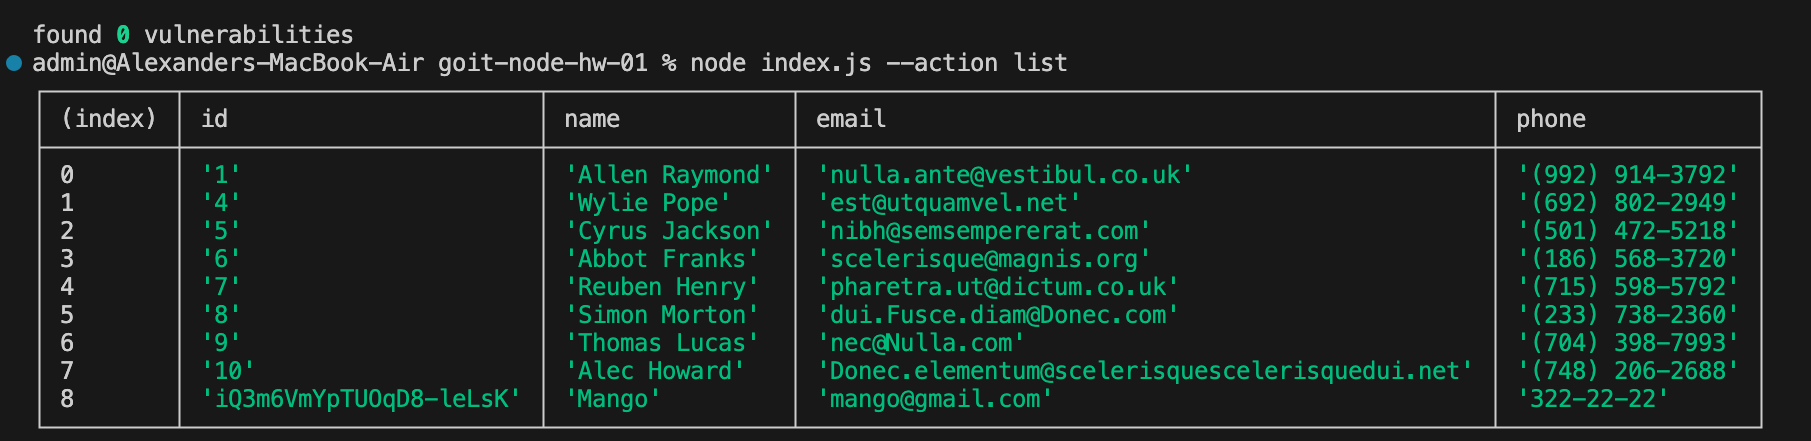 found 0 vulnerabilities
admin@Alexanders-MacBook-Air goit-node-hw-01 % node index.js --action list
(index) id name email phone
0 '1' 'Allen Raymond' 'nulla.ante@vestibul.co.uk' '(992) 914-3792'
1 '4' 'Wylie Pope' 'est@utquamvel.net' '(692) 802-2949'
2 '5' 'Cyrus Jackson' 'nibh@semsempererat.com' '(501) 472-5218'
3 '6' 'Abbot Franks' 'scelerisque@magnis.org' '(186) 568-3720'
4 '7' 'Reuben Henry' 'pharetra.ut@dictum.co.uk' '(715) 598-5792'
5 '8' 'Simon Morton' 'dui.Fusce.diam@Donec.com' '(233) 738-2360'
6 '9' 'Thomas Lucas' 'nec@Nulla.com' '(704) 398-7993'
7 '10' 'Alec Howard' 'Donec.elementum@scelerisquescelerisquedui.net' '(748) 206-2688'
8 'iQ3m6VmYpTUOqD8-leLsK' 'Mango' 'mango@gmail.com' '322-22-22'